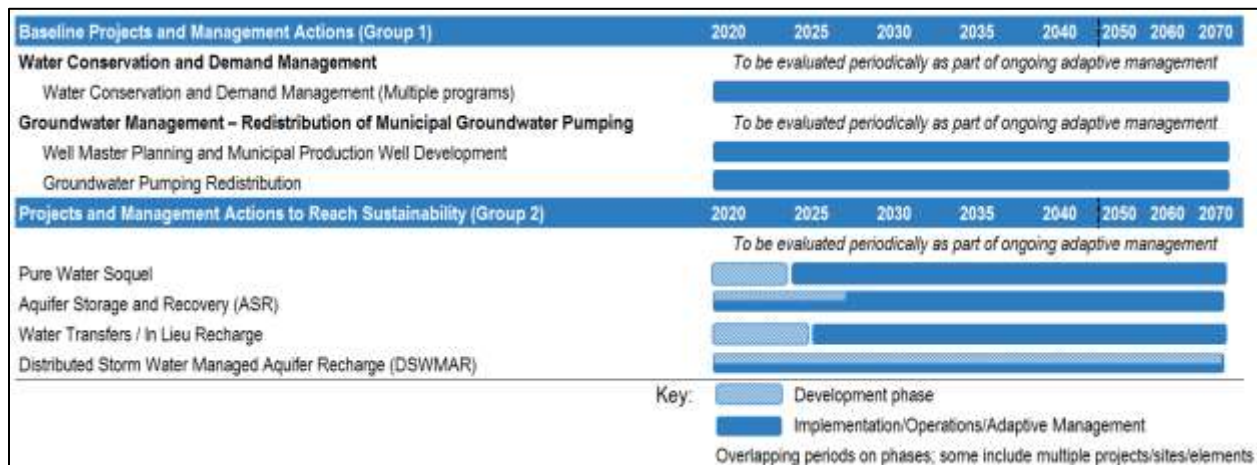 Baseline Projects and Management Actions (Group 1) 2020 2025 2030 2035 2040 2050 2060 2070
Water Conservation and Demand Management To be evaluated periodically as part of ongoing adaptive management
Water Conservation and Demand Management (Multiple programs)
Groundwater Management – Redistribution of Municipal Groundwater Pumping To be evaluated periodically as part of ongoing adaptive management
Well Master Planning and Municipal Production Well Development
Groundwater Pumping Redistribution
Projects and Management Actions to Reach Sustainability (Group 2) 2020 2025 2030 2035 2040 2050 2060 2070
To be evaluated periodically as part of ongoing adaptive management
Pure Water Soquel
Aquifer Storage and Recovery (ASR)
Water Transfers / In Lieu Recharge
Distributed Storm Water Managed Aquifer Recharge (DSWMAR)
Key: Development phase
Implementation/Operations/Adaptive Management
Overlapping periods on phases; some include multiple projects/sites/elements